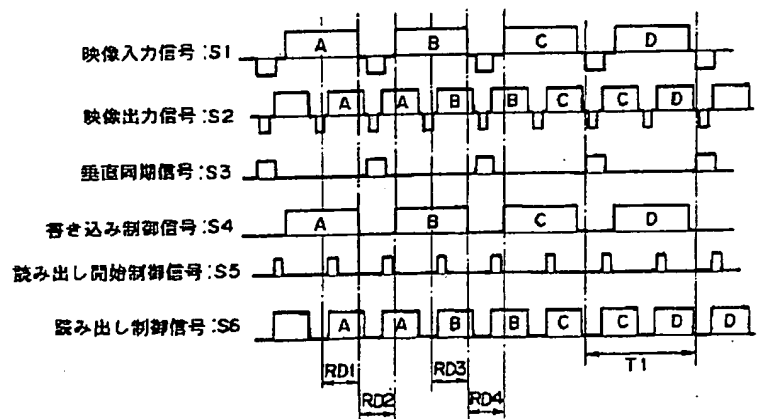 映像入力信号:S1 A B C D
映像出力信号:S2 A A B B C C D
垂直同期信号:S3
書き込み制御信号:S4 A B C D
読み出し開始制御信号:S5
読み出し制御信号:S6 A A B B C C D D
RD1 RD3 T1
RD2 RD4